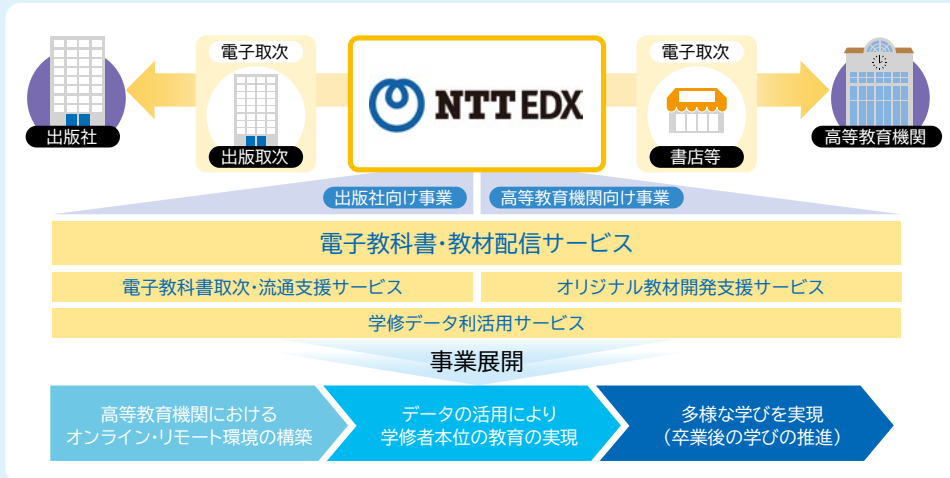 電子取次
電子取次
NTT EDX
出版社
出版取次
書店等
高等教育機関
出版社向け事業
高等教育機関向け事業
電子教科書・教材配信サービス
電子教科書取次・流通支援サービス
オリジナル教材開発支援サービス
学修データ利活用サービス
事業展開
高等教育機関における
オンライン・リモート環境の構築
データの活用により
学修者本位の教育の実現
多様な学びを実現
（卒業後の学びの推進）